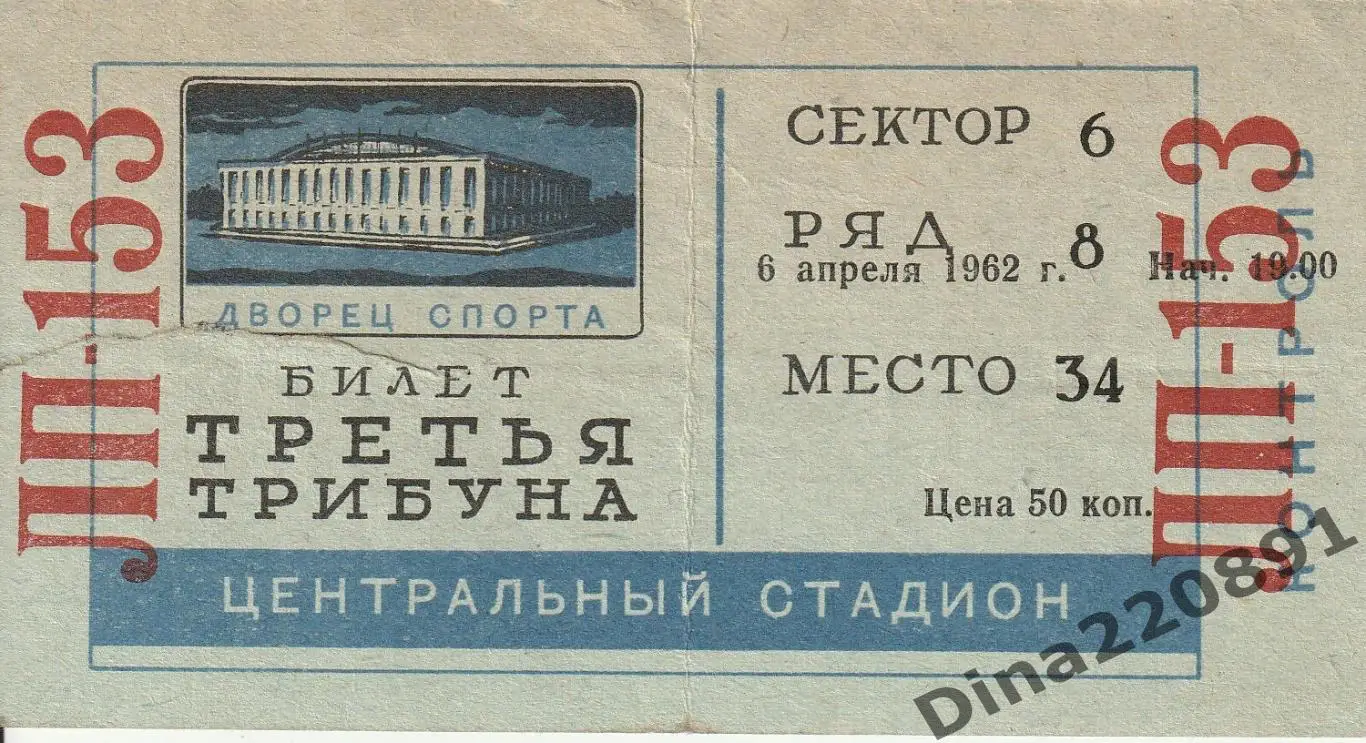 ЛП-153
ДВОРЕЦ СПОРТА
БИЛЕТ
ТРЕТЬЯ
ТРИБУНА
СЕКТОР 6
РЯД 8
6 апреля 1962 г. Нач. 19.00
МЕСТО 34
Цена 50 коп.
ЦЕНТРАЛЬНЫЙ СТАДИОН
ЛП-153
КОНТРОЛЬ
Dina220891